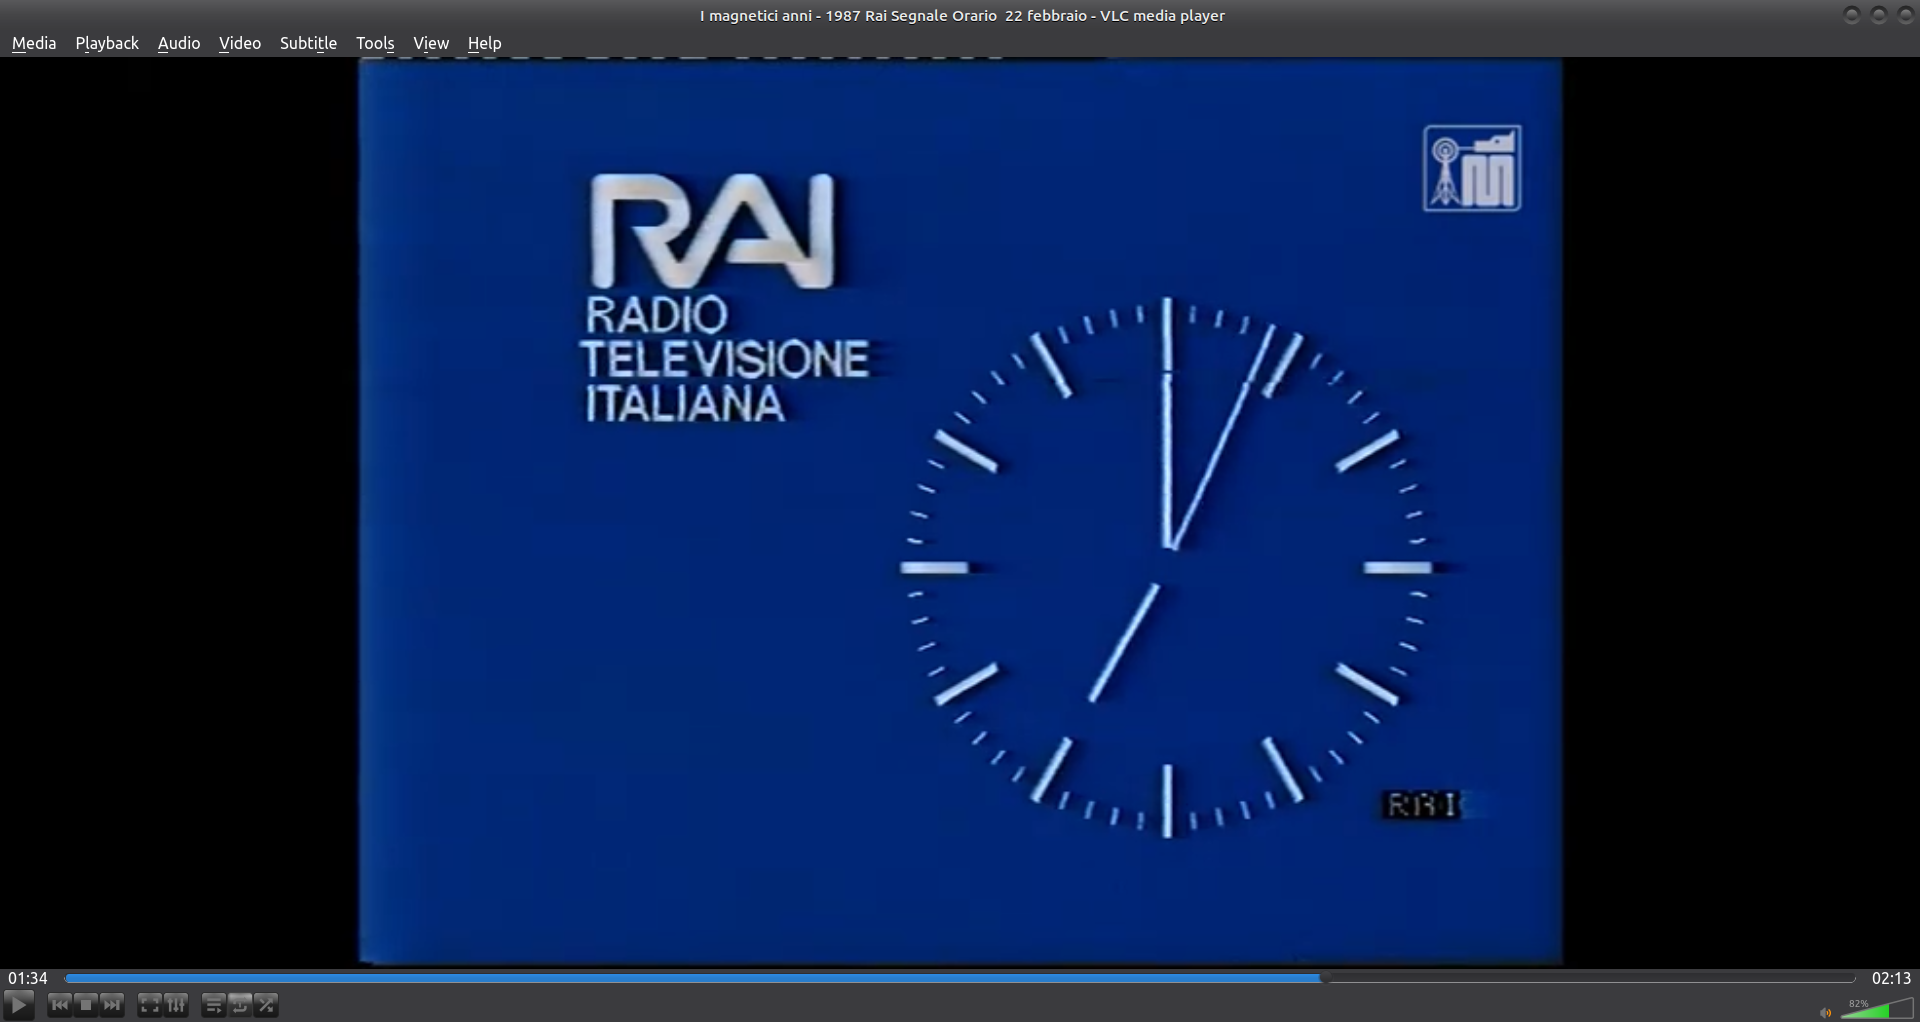 I magnetici anni - 1987 Rai Segnale Orario  22 febbraio - VLC media player
Media Playback Audio Video Subtitle Tools View Help
RAI
RADIO
TELEVISIONE
ITALIANA
01:34
02:13
82%